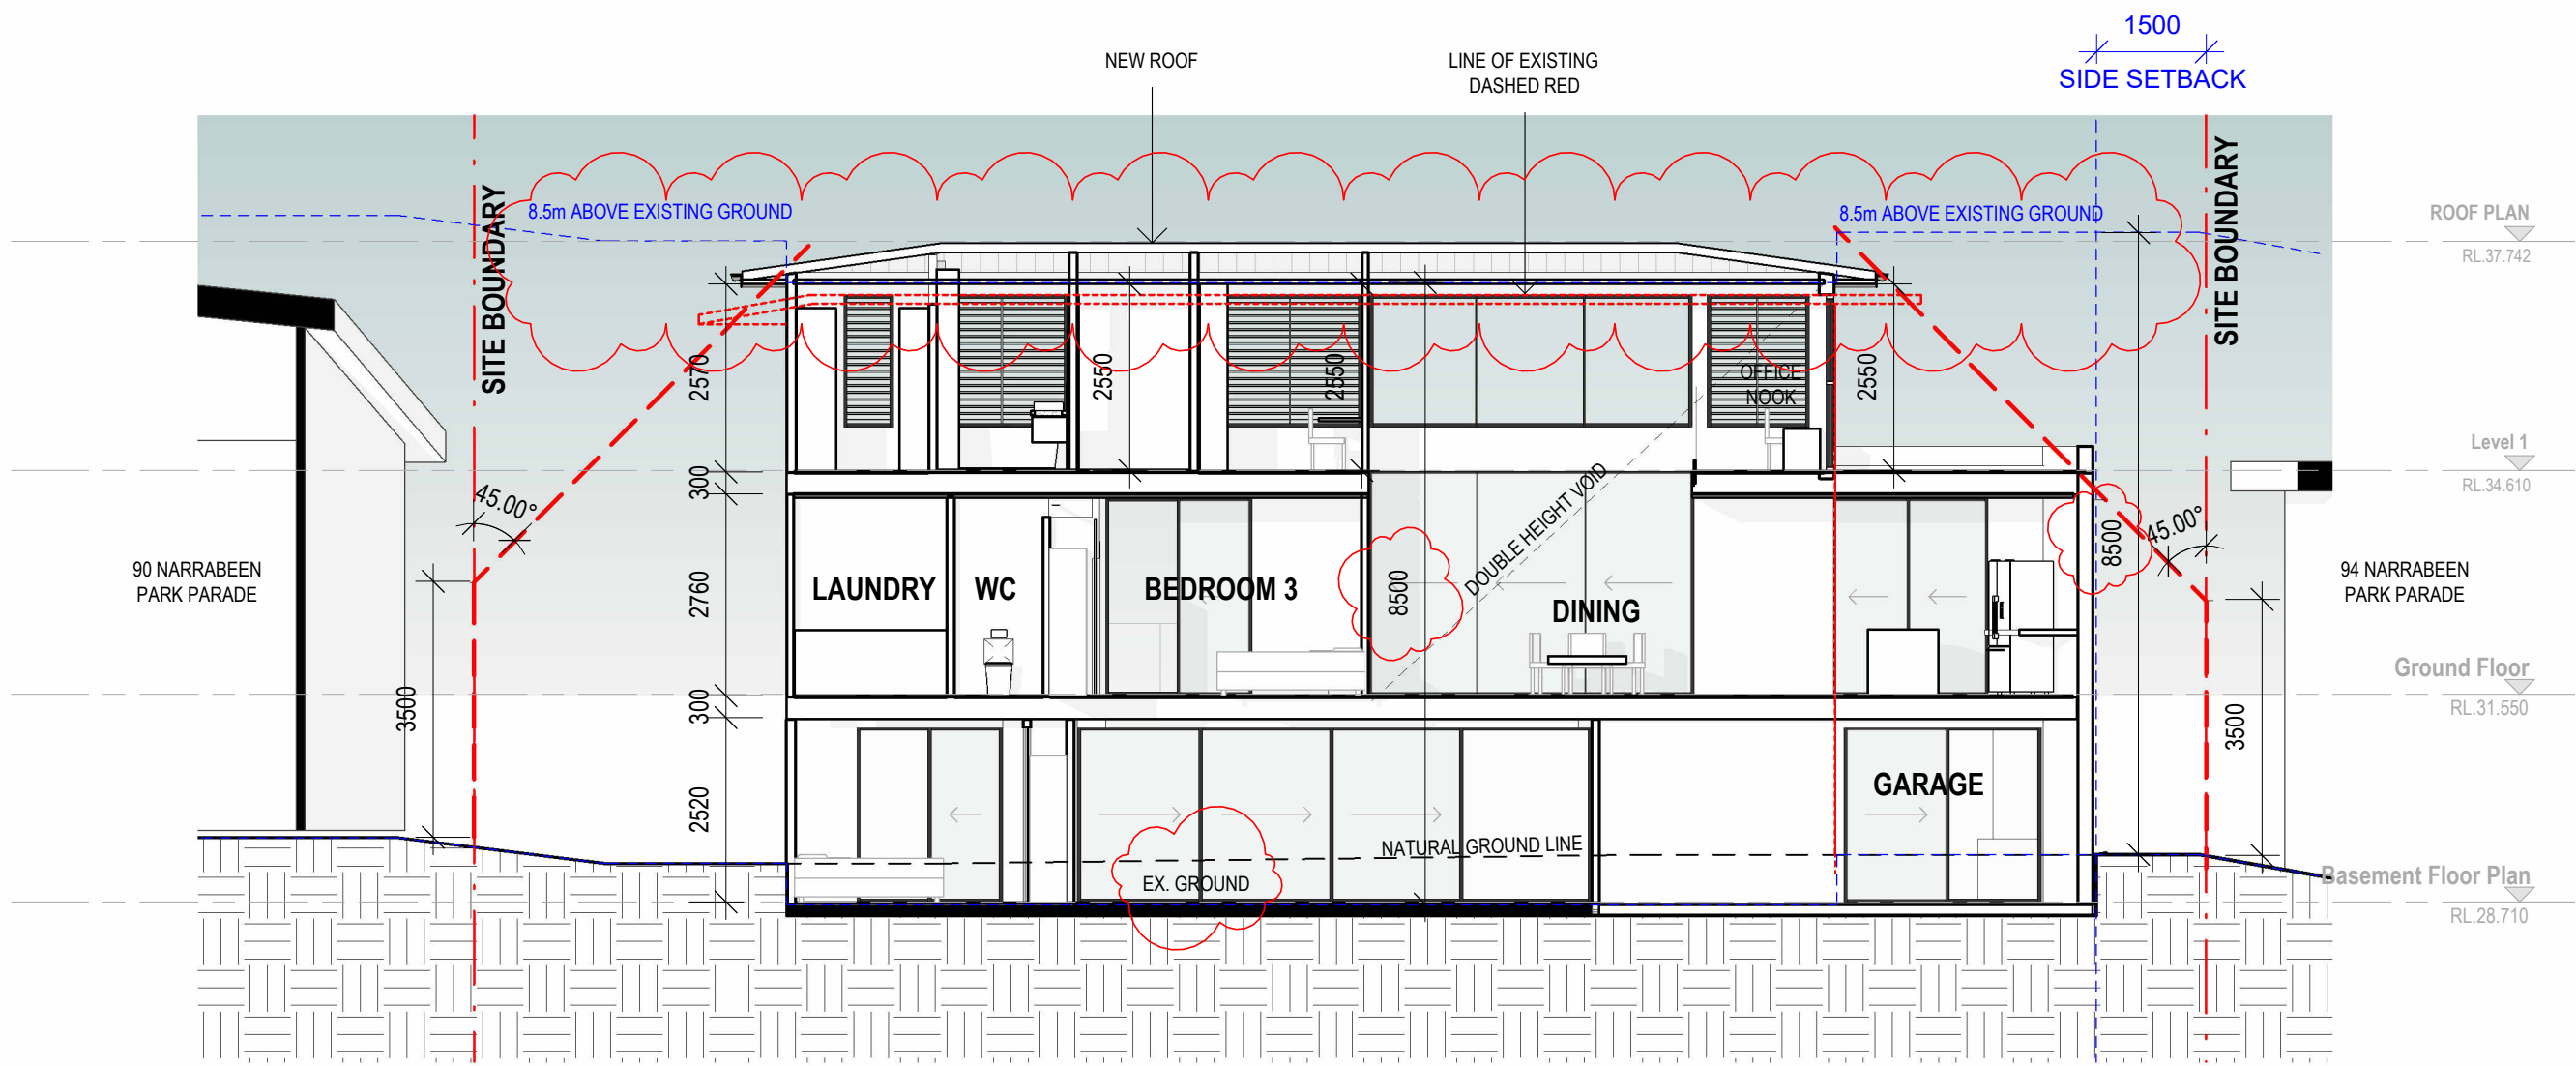 1500
SIDE SETBACK
NEW ROOF
LINE OF EXISTING
DASHED RED
SITE BOUNDARY
SITE BOUNDARY
8.5m ABOVE EXISTING GROUND
8.5m ABOVE EXISTING GROUND
ROOF PLAN
RL.37.742
2570
2550
2550
OFFICE
NOOK
2550
Level 1
RL.34.610
300
45.00°
DOUBLE HEIGHT VOID
8500
45.00°
90 NARRABEEN
PARK PARADE
2760
LAUNDRY
WC
BEDROOM 3
8500
DINING
94 NARRABEEN
PARK PARADE
Ground Floor
RL.31.550
3500
300
3500
2520
GARAGE
NATURAL GROUND LINE
EX. GROUND
Basement Floor Plan
RL.28.710